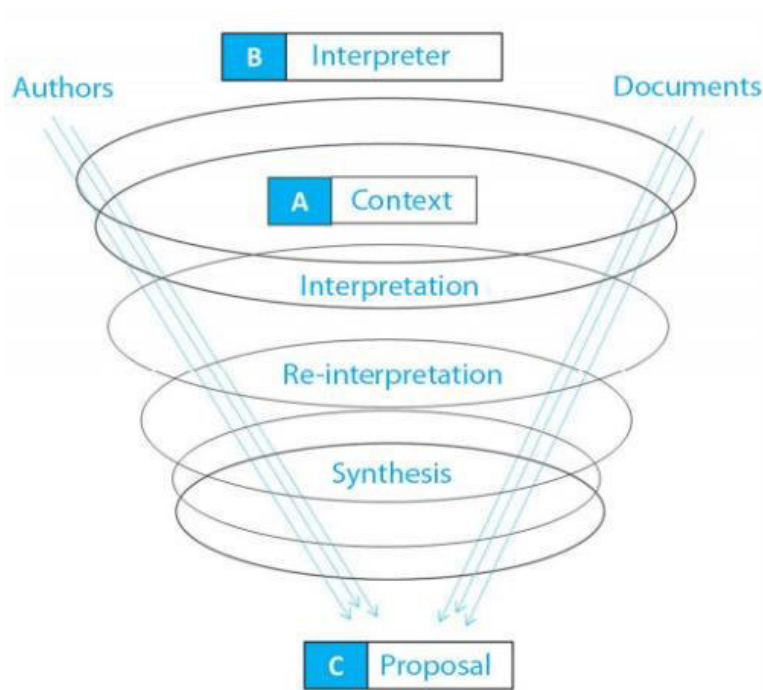 B Interpreter
Authors
Documents
A Context
Interpretation
Re-interpretation
Synthesis
C Proposal